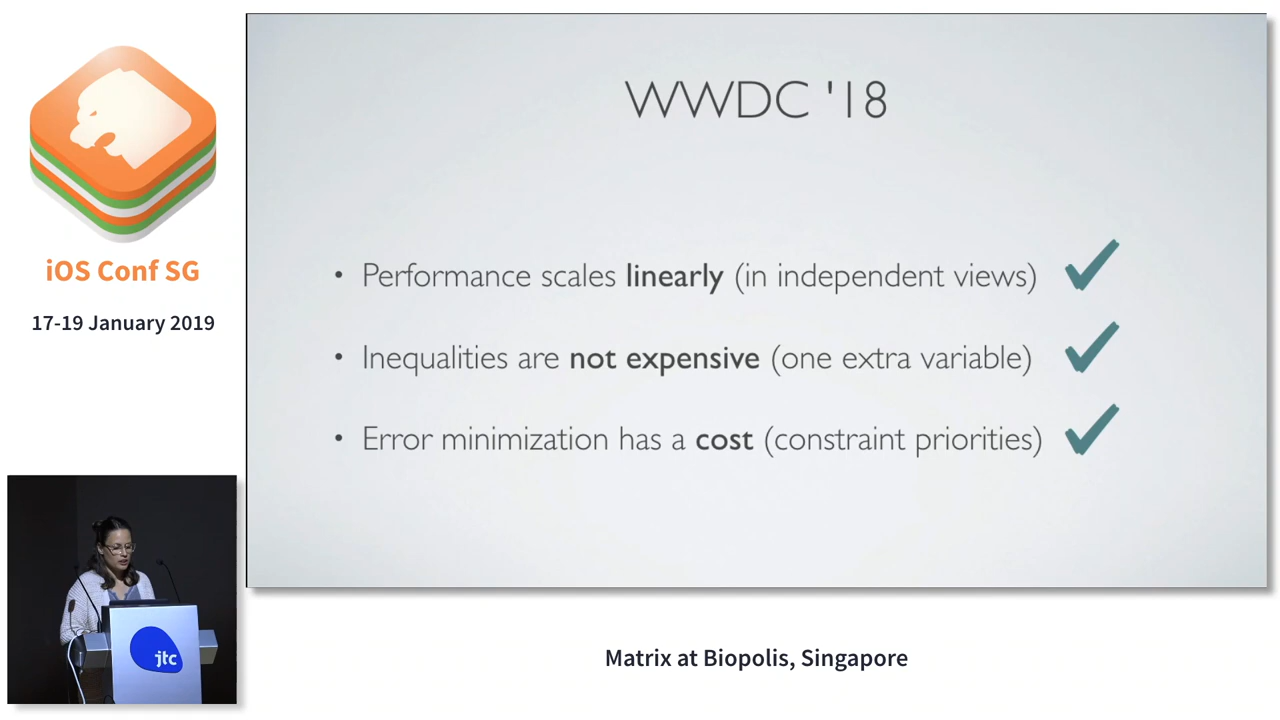 iOS Conf SG
17-19 January 2019
WWDC '18
• Performance scales linearly (in independent views)
• Inequalities are not expensive (one extra variable)
• Error minimization has a cost (constraint priorities)
jtc
Matrix at Biopolis, Singapore